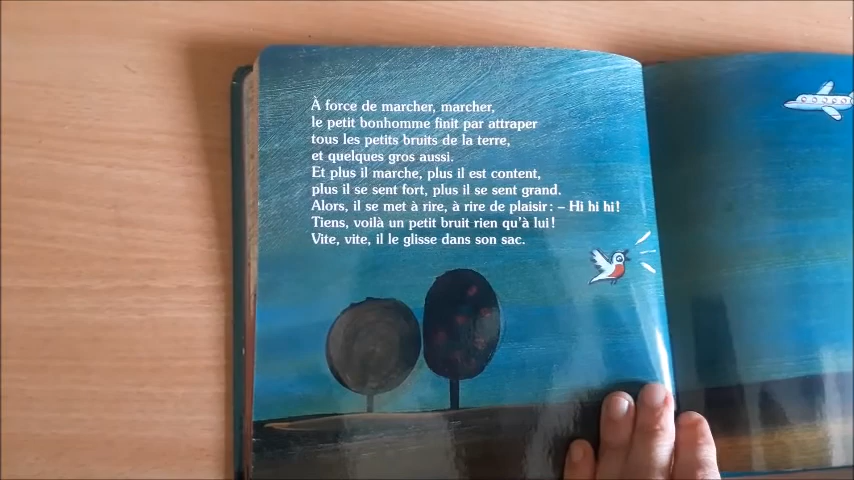 À force de marcher, marcher,
le petit bonhomme finit par attraper
tous les petits bruits de la terre,
et quelques gros aussi.
Et plus il marche, plus il est content,
plus il se sent fort, plus il se sent grand.
Alors, il se met à rire, à rire de plaisir : – Hi hi hi!
Tiens, voilà un petit bruit rien qu'à lui!
Vite, vite, il le glisse dans son sac.